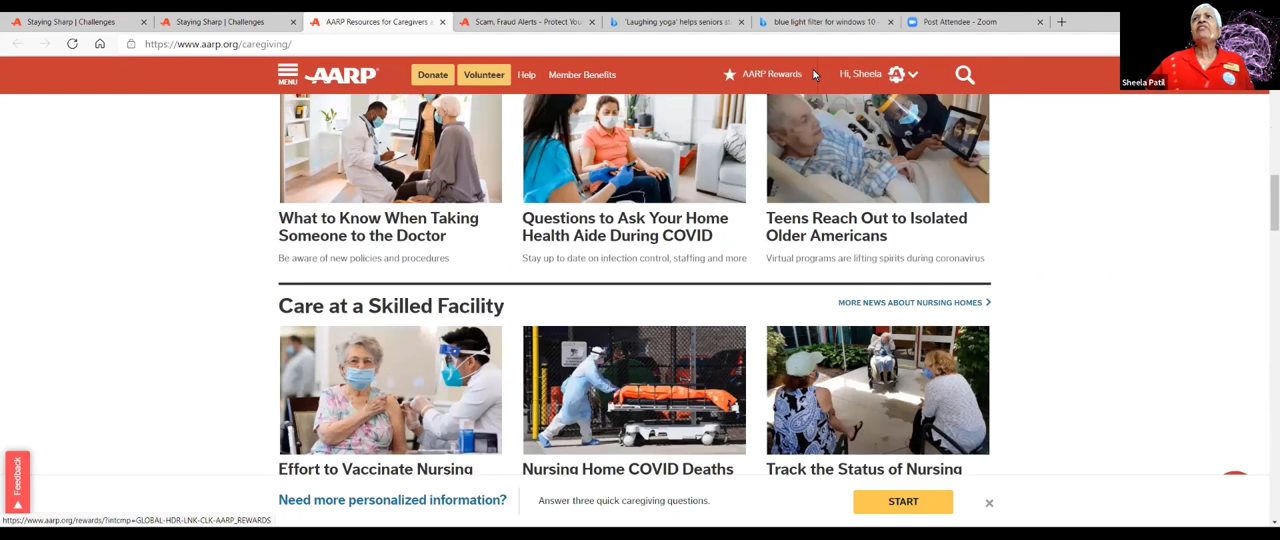 Staying Sharp | Challenges
Staying Sharp | Challenges
AARP Resources for Caregivers a
Scam, Fraud Alerts - Protect You
'Laughing yoga' helps seniors st
blue light filter for windows 10 -
Post Attendee - Zoom
https://www.aarp.org/caregiving/
MENU
AARP
Donate
Volunteer
Help
Member Benefits
AARP Rewards
Hi, Sheela
Sheela Patil
What to Know When Taking
Someone to the Doctor
Be aware of new policies and procedures
Questions to Ask Your Home
Health Aide During COVID
Stay up to date on infection control, staffing and more
Teens Reach Out to Isolated
Older Americans
Virtual programs are lifting spirits during coronavirus
Care at a Skilled Facility
MORE NEWS ABOUT NURSING HOMES
Effort to Vaccinate Nursing
Nursing Home COVID Deaths
Track the Status of Nursing
Feedback
Need more personalized information?
Answer three quick caregiving questions.
START
https://www.aarp.org/rewards/?intcmp=GLOBAL-HDR-LNK-CLK-AARP_REWARDS